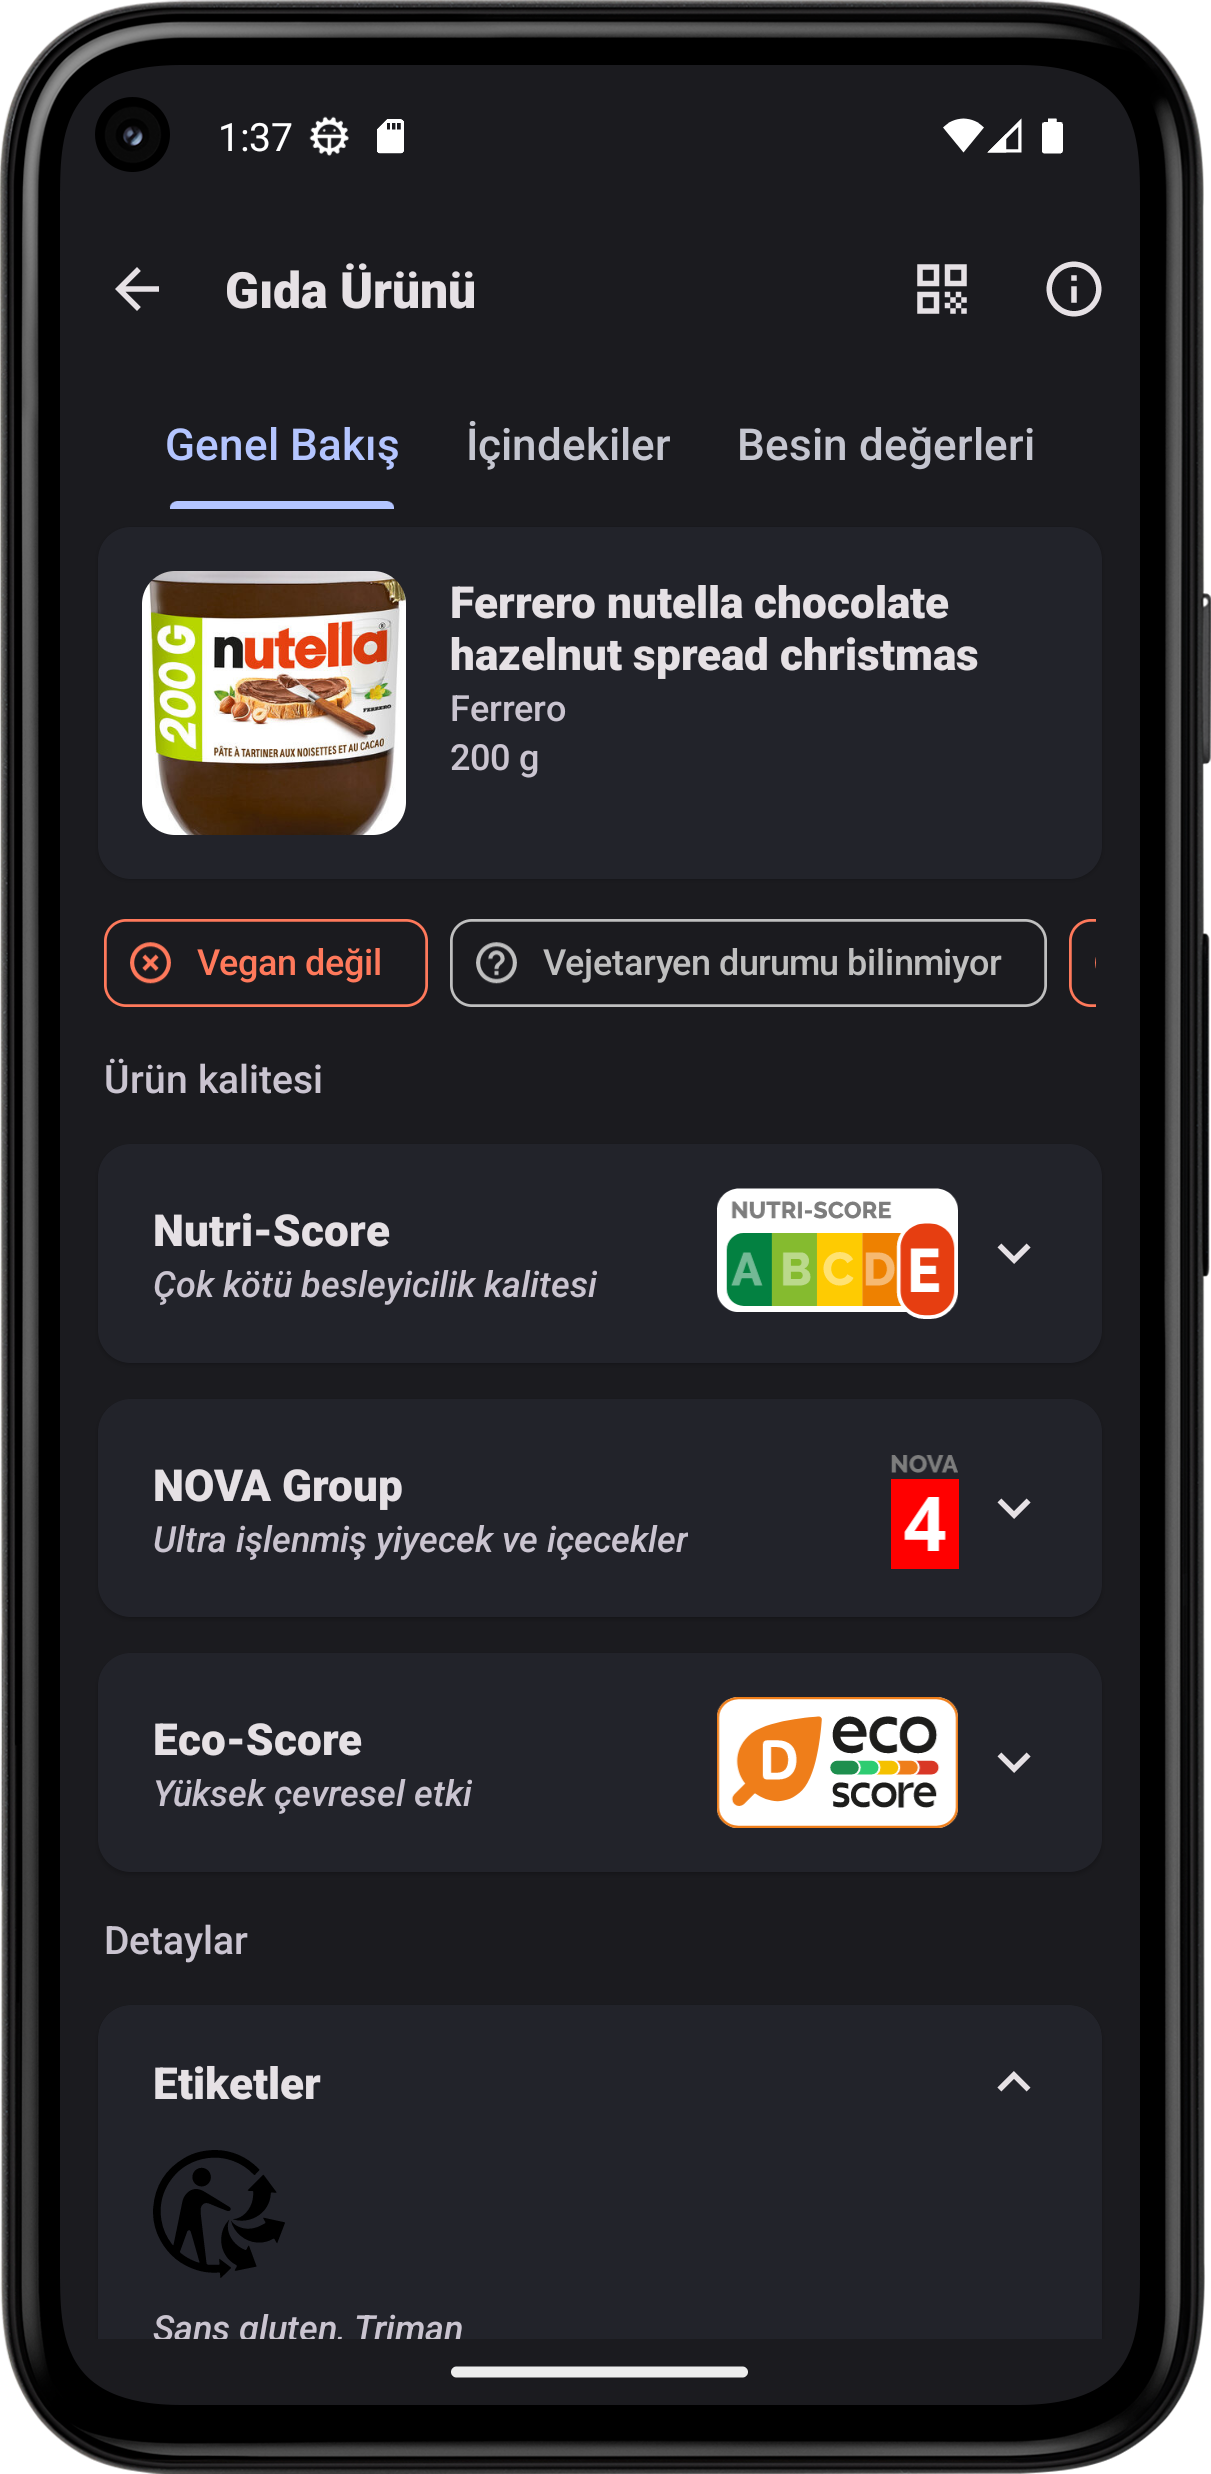 1:37
Gıda Ürünü
Genel Bakış İçindekiler Besin değerleri
200 G
nutella
FERRERO
PÂTE À TARTINER AUX NOISETTES ET AU CACAO
Ferrero nutella chocolate
hazelnut spread christmas
Ferrero
200 g
Vegan değil
Vejetaryen durumu bilinmiyor
Ürün kalitesi
Nutri-Score
Çok kötü besleyicilik kalitesi
NUTRI-SCORE
A B C D E
NOVA Group
Ultra işlenmiş yiyecek ve içecekler
NOVA
4
Eco-Score
Yüksek çevresel etki
D
eco
score
Detaylar
Etiketler
Sans gluten, Triman